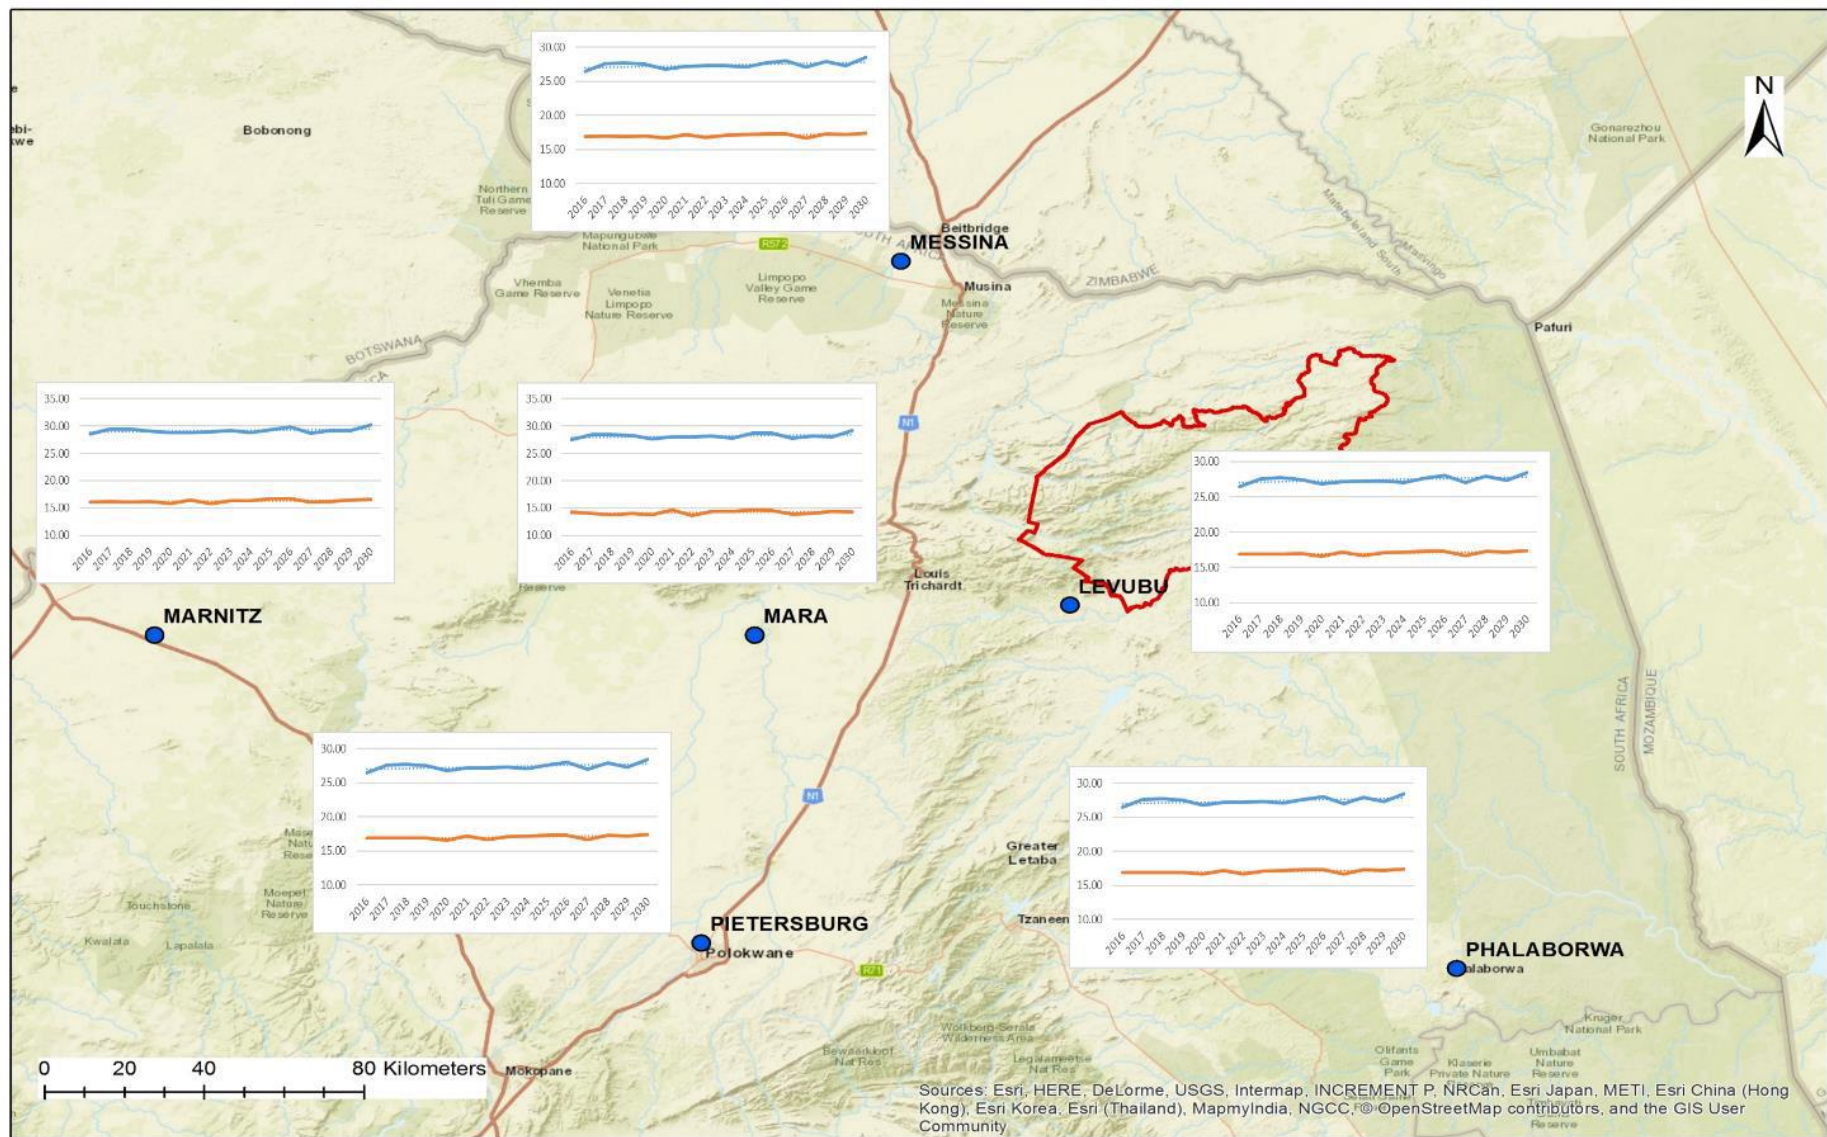 30.00
25.00
20.00
15.00
10.00
2016 2017 2018 2019 2020 2021 2022 2023 2024 2025 2026 2027 2028 2029 2030
N
Bobonong
Gonarezhou
National Park
Northern
Tuli Game
Reserve
Mapungubwe
National Park
R572
Beitbridge
MESSINA
Matebeleland South
Masvingo
ZIMBABWE
Vhemba
Game Reserve
Venetia
Limpopo
Nature Reserve
Limpopo
Valley Game
Reserve
Musina
Messina
Nature
Reserve
Pafuri
BOTSWANA
35.00
30.00
25.00
20.00
15.00
10.00
2016 2017 2018 2019 2020 2021 2022 2023 2024 2025 2026 2027 2028 2029 2030
35.00
30.00
25.00
20.00
15.00
10.00
2016 2017 2018 2019 2020 2021 2022 2023 2024 2025 2026 2027 2028 2029 2030
N1
30.00
25.00
20.00
15.00
10.00
2016 2017 2018 2019 2020 2021 2022 2023 2024 2025 2026 2027 2028 2029 2030
Reserve
Louis
Trichardt
LEVUBU
MARNITZ
MARA
SOUTH AFRICA
MOZAMBIQUE
30.00
25.00
20.00
15.00
10.00
2016 2017 2018 2019 2020 2021 2022 2023 2024 2025 2026 2027 2028 2029 2030
N1
30.00
25.00
20.00
15.00
10.00
2016 2017 2018 2019 2020 2021 2022 2023 2024 2025 2026 2027 2028 2029 2030
Greater
Letaba
Moepel
Nature
Reserve
Touchstone
Kwalata
Lapalala
PIETERSBURG
Polokwane
R71
Tzaneen
PHALABORWA
alaborwa
Kruger
National Park
Wolkberg-Serala
Wilderness Area
Bewaerkloof
Nat Res
Legalameetse
Nat Res
Olifants
Game
Park
Klaserie
Private Nature
Umbabat
Nature
Reserve
0 20 40 80 Kilometers
Mokopane
Sources: Esri, HERE, DeLorme, USGS, Intermap, INCREMENT P, NRCan, Esri Japan, METI, Esri China (Hong
Kong), Esri Korea, Esri (Thailand), MapmyIndia, NGCC, © OpenStreetMap contributors, and the GIS User
Community
Reserve